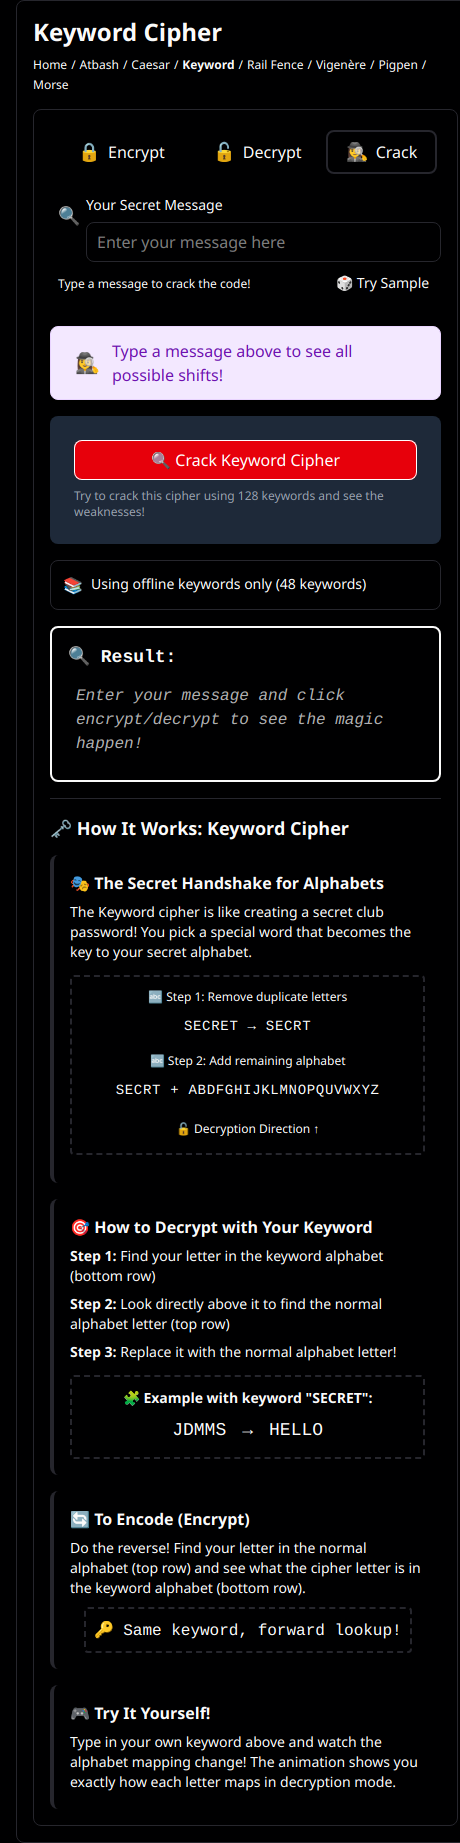 Keyword Cipher
Home / Atbash / Caesar / Keyword / Rail Fence / Vigenère / Pigpen /
Morse
🔒 Encrypt 🔓 Decrypt 🕵️ Crack
Your Secret Message
🔍 Enter your message here
Type a message to crack the code! 🎲 Try Sample
🕵️ Type a message above to see all
possible shifts!
🔍 Crack Keyword Cipher
Try to crack this cipher using 128 keywords and see the
weaknesses!
📚 Using offline keywords only (48 keywords)
🔍 Result:
Enter your message and click
encrypt/decrypt to see the magic
happen!
🗝️ How It Works: Keyword Cipher
🎭 The Secret Handshake for Alphabets
The Keyword cipher is like creating a secret club
password! You pick a special word that becomes the
key to your secret alphabet.
🔤 Step 1: Remove duplicate letters
SECRET → SECRT
🔤 Step 2: Add remaining alphabet
SECRT + ABDFGHIJKLMNOPQUVWXYZ
🔓 Decryption Direction ↑
🎯 How to Decrypt with Your Keyword
Step 1: Find your letter in the keyword alphabet
(bottom row)
Step 2: Look directly above it to find the normal
alphabet letter (top row)
Step 3: Replace it with the normal alphabet letter!
🧩 Example with keyword "SECRET":
JDMMS → HELLO
🔄 To Encode (Encrypt)
Do the reverse! Find your letter in the normal
alphabet (top row) and see what the cipher letter is in
the keyword alphabet (bottom row).
🔑 Same keyword, forward lookup!
🎮 Try It Yourself!
Type in your own keyword above and watch the
alphabet mapping change! The animation shows you
exactly how each letter maps in decryption mode.